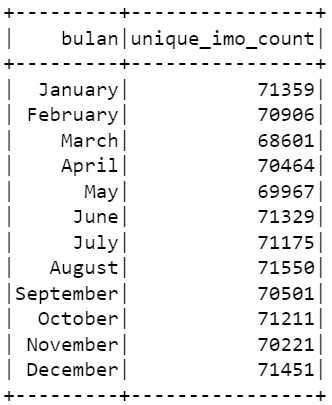 +---------+----------------+
|    bulan|unique_imo_count|
+---------+----------------+
|  January|           71359|
| February|           70906|
|    March|           68601|
|    April|           70464|
|      May|           69967|
|     June|           71329|
|     July|           71175|
|   August|           71550|
|September|           70501|
|  October|           71211|
| November|           70221|
| December|           71451|
+---------+----------------+